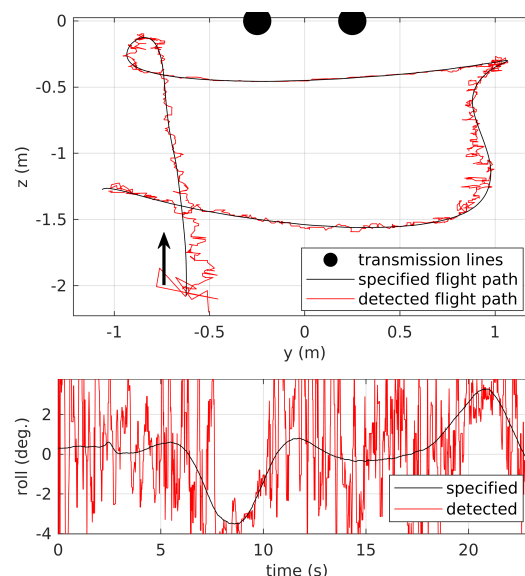 0
-0.5
-1
-1.5
-2
z (m)
transmission lines
specified flight path
detected flight path
-1
-0.5
0
0.5
1
y (m)
2
0
-2
-4
roll (deg.)
specified
detected
0
5
10
15
20
time (s)